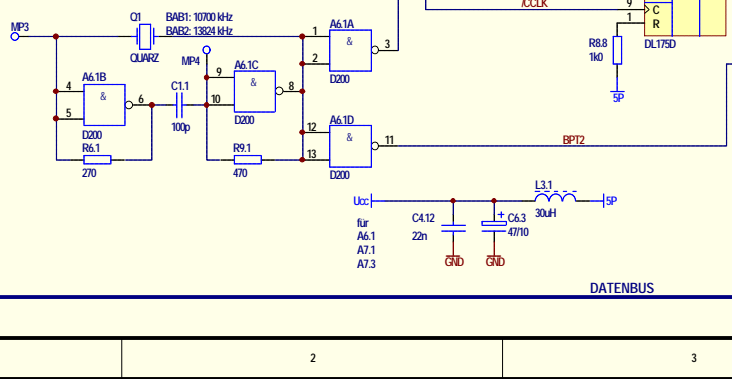 MP3
Q1
QUARZ
BAB1: 10700 kHz
BAB2: 13824 kHz
MP4
A6.1A
1
2
&
3
D200
/CCLK
9
C
1
R
DL175D
R8.8
1k0
5P
A6.1B
4
5
&
6
D200
R6.1
270
C1.1
100p
A6.1C
9
10
&
8
D200
R9.1
470
A6.1D
12
13
&
11
D200
BPT2
Ucc
für
A6.1
A7.1
A7.3
C4.12
22n
GND
+
C6.3
47/10
GND
L3.1
30uH
5P
DATENBUS
2
3